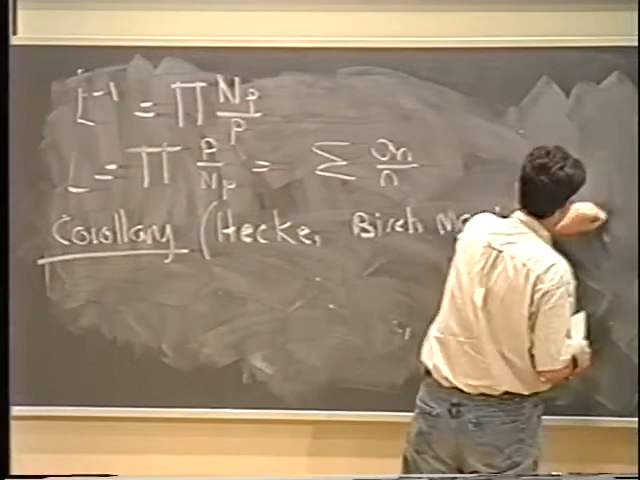 L⁻¹ = Π Np/p
L = Π p/Np = Σ an/n
Corollary (Hecke, Birch